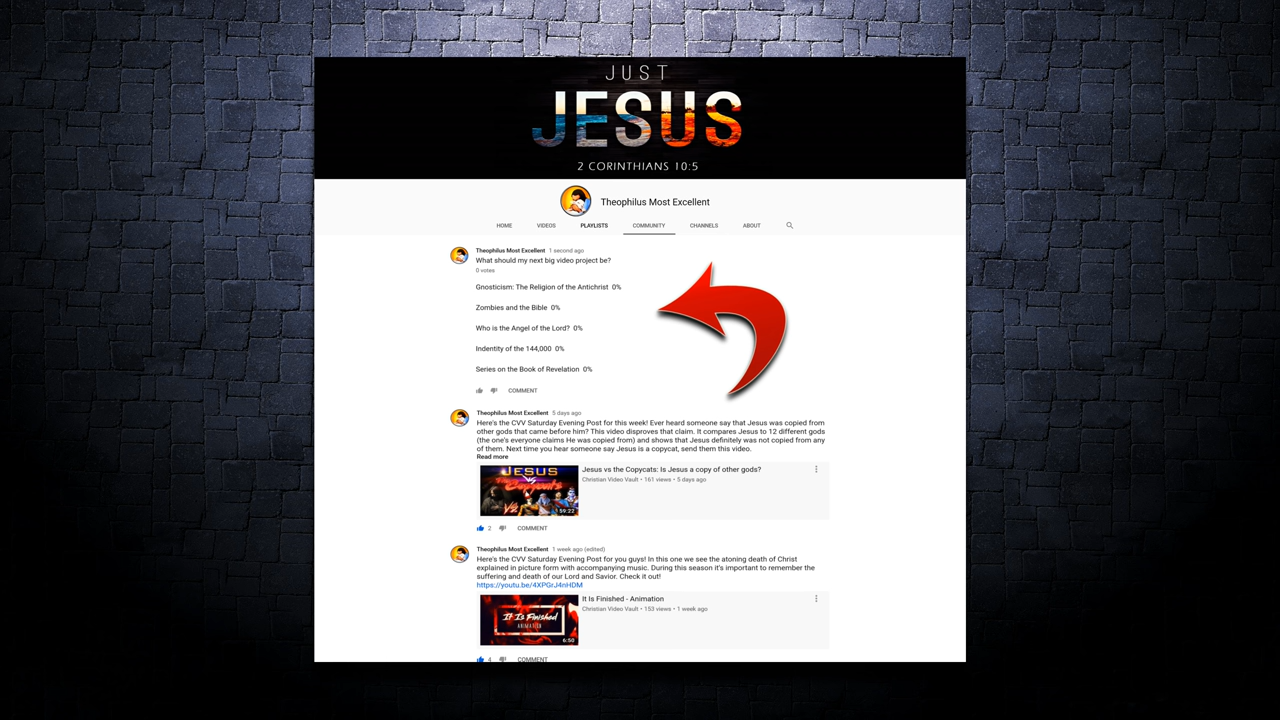 JUST
JESUS
2 CORINTHIANS 10:5
Theophilus Most Excellent
HOME VIDEOS PLAYLISTS COMMUNITY CHANNELS ABOUT
Theophilus Most Excellent 1 second ago
What should my next big video project be?
0 votes
Gnosticism: The Religion of the Antichrist 0%
Zombies and the Bible 0%
Who is the Angel of the Lord? 0%
Indentity of the 144,000 0%
Series on the Book of Revelation 0%
COMMENT
Theophilus Most Excellent 5 days ago
Here's the CVV Saturday Evening Post for this week! Ever heard someone say that Jesus was copied from
other gods that came before him? This video disproves that claim. It compares Jesus to 12 different gods
(the one's everyone claims He was copied from) and shows that Jesus definitely was not copied from any
of them. Next time you hear someone say Jesus is a copycat, send them this video.
Read more
JESUS
VS
The Copycats
V2
59:22
Jesus vs the Copycats: Is Jesus a copy of other gods?
Christian Video Vault • 161 views • 5 days ago
2 COMMENT
Theophilus Most Excellent 1 week ago (edited)
Here's the CVV Saturday Evening Post for you guys! In this one we see the atoning death of Christ
explained in picture form with accompanying music. During this season it's important to remember the
suffering and death of our Lord and Savior. Check it out!
https://youtu.be/4XPGrJ4nHDM
It Is Finished
ANIMATION
6:50
It Is Finished - Animation
Christian Video Vault • 153 views • 1 week ago
4 COMMENT